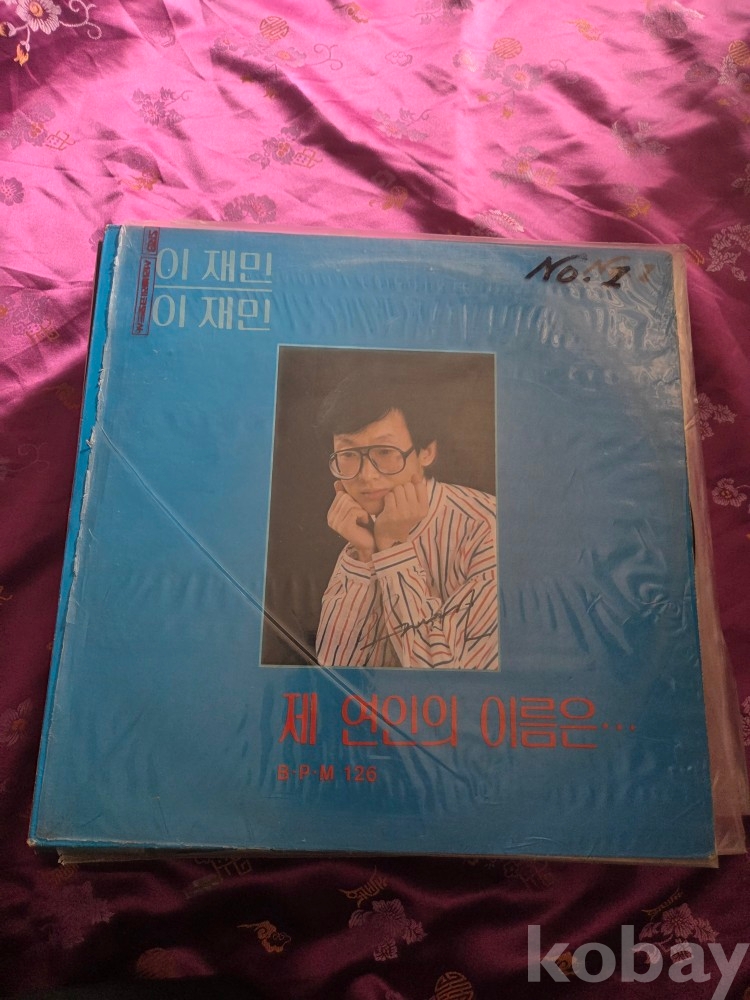 이 재민
이 재민
No. 1
제 연인의 이름은...
B·P·M 126
kobay